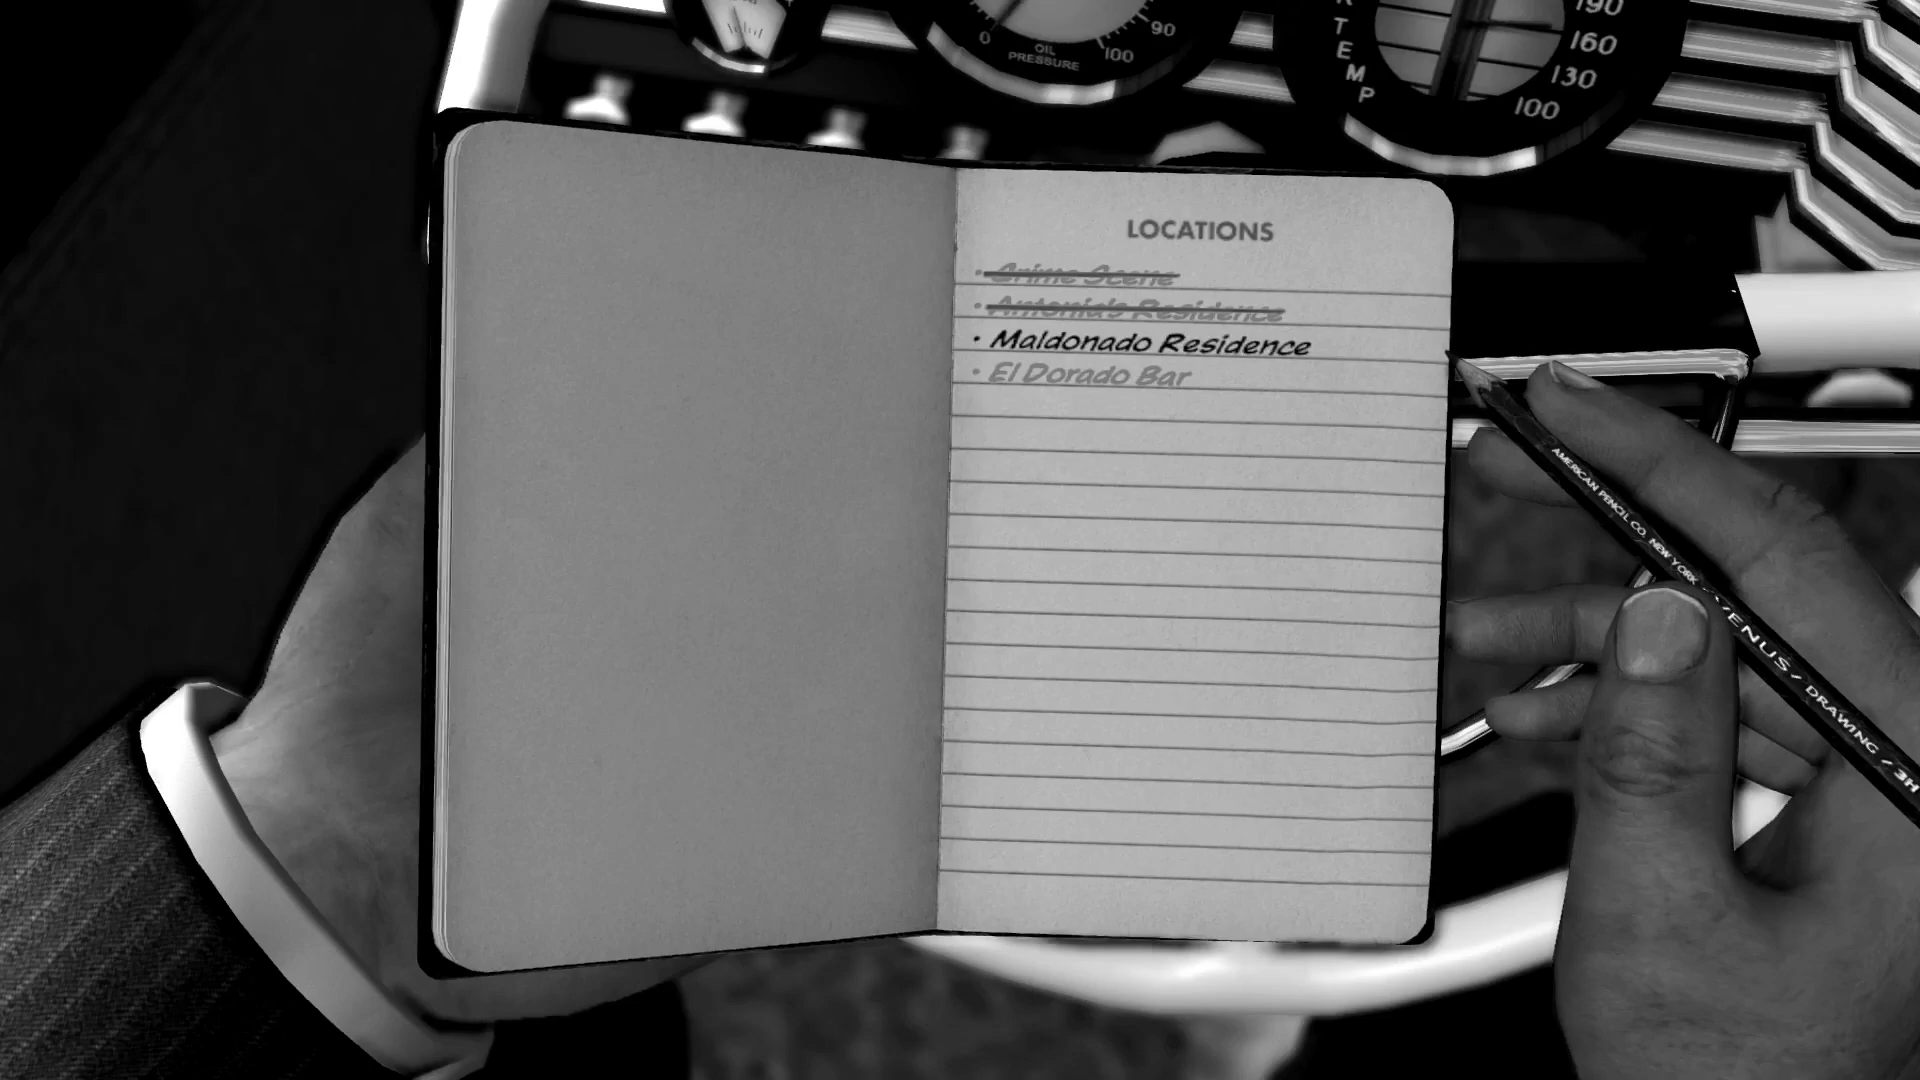 0
OIL
PRESSURE
90
100
R TEMP
190
160
130
100
LOCATIONS
• Crime Scene
• Antonia's Residence
• Maldonado Residence
• El Dorado Bar
AMERICAN PENCIL CO. NEW YORK
VENUS / DRAWING / 3H